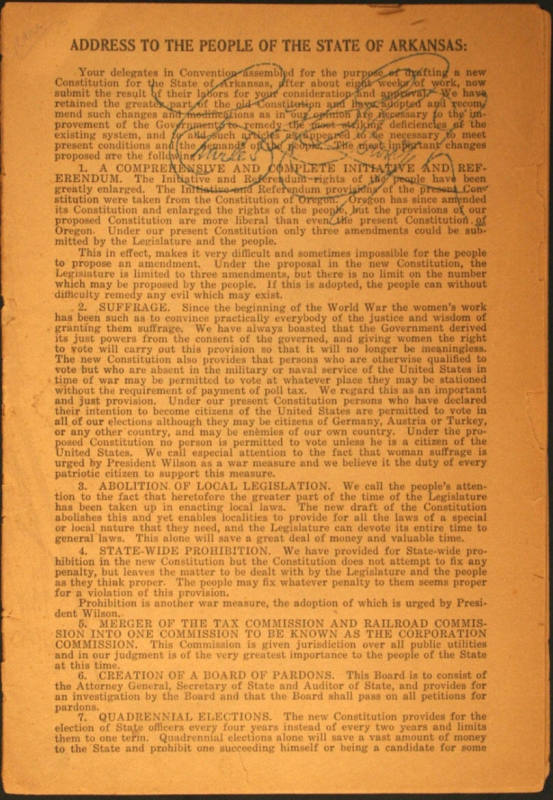 ADDRESS TO THE PEOPLE OF THE STATE OF ARKANSAS:
Your delegates in Convention assembled for the purpose of drafting a new
Constitution for the State of Arkansas, after about eight weeks of work, now
submit the result of their labors for your consideration and approval. We have
retained the greater part of the old Constitution and have adopted and recom
mend such changes and modifications as in our opinion are necessary to the im-
provement of the Government to remedy the most striking deficiencies of the
existing system, and to add such articles as appeared to be necessary to meet
present conditions and the demands of the people. The most important changes
proposed are the
1. A COMPREHENSIVE AND COMPLETE INITIATIVE AND REF-
ERENDUM. The Initiative and Referendum rights of the people have been
greatly enlarged. The Initiative and Referendum provisions of the present Con-
stitution were taken from the Constitution of Oregon. Oregon has since amended
its Constitution and enlarged the rights of the people, but the provisions of our
proposed Constitution are more liberal than even the present Constitution of
Oregon. Under our present Constitution only three amendments could be sub-
mitted by the Legislature and the people.
This in effect, makes it very difficult and sometimes impossible for the people
to propose an amendment. Under the proposal in the new Constitution, the
Legislature is limited to three amendments, but there is no limit on the number
which may be proposed by the people. If this is adopted, the people can without
difficulty remedy any evil which may exist.
2. SUFFRAGE. Since the beginning of the World War the women's work
has been such as to convince practically everybody of the justice and wisdom of
granting them suffrage. We have always boasted that the Government derived
its just powers from the consent of the governed, and giving women the right
to vote will carry out this provision so that it will no longer be meaningless.
The new Constitution also provides that persons who are otherwise qualified to
vote but who are absent in the military or naval service of the United States in
time of war may be permitted to vote at whatever place they may be stationed
without the requirement of payment of poll tax. We regard this as an important
and just provision. Under our present Constitution persons who have declared
their intention to become citizens of the United States are permitted to vote in
all of our elections although they may be citizens of Germany, Austria or Turkey,
or any other country, and may be enemies of our own country. Under the pro-
posed Constitution no person is permitted to vote unless he is a citizen of the
United States. We call especial attention to the fact that woman suffrage is
urged by President Wilson as a war measure and we believe it the duty of every
patriotic citizen to support this measure.
3. ABOLITION OF LOCAL LEGISLATION. We call the people's atten-
tion to the fact that heretofore the greater part of the time of the Legislature
has been taken up in enacting local laws. The new draft of the Constitution
abolishes this and yet enables localities to provide for all the laws of a special
or local nature that they need, and the Legislature can devote its entire time to
general laws. This alone will save a great deal of money and valuable time.
4. STATE-WIDE PROHIBITION. We have provided for State-wide pro-
hibition in the new Constitution but the Constitution does not attempt to fix any
penalty, but leaves the matter to be dealt with by the Legislature and the people
as they think proper. The people may fix whatever penalty to them seems proper
for a violation of this provision.
Prohibition is another war measure, the adoption of which is urged by Presi-
dent Wilson.
5. MERGER OF THE TAX COMMISSION AND RAILROAD COMMIS-
SION INTO ONE COMMISSION TO BE KNOWN AS THE CORPORATION
COMMISSION. This Commission is given jurisdiction over all public utilities
and in our judgment is of the very greatest importance to the people of the State
at this time.
6. CREATION OF A BOARD OF PARDONS. This Board is to consist of
the Attorney General, Secretary of State and Auditor of State, and provides for
an investigation by the Board and that the Board shall pass on all petitions for
pardons.
7. QUADRENNIAL ELECTIONS. The new Constitution provides for the
election of State officers every four years instead of every two years and limits
them to one term. Quadrennial elections alone will save a vast amount of money
to the State and prohibit one succeeding himself or being a candidate for some